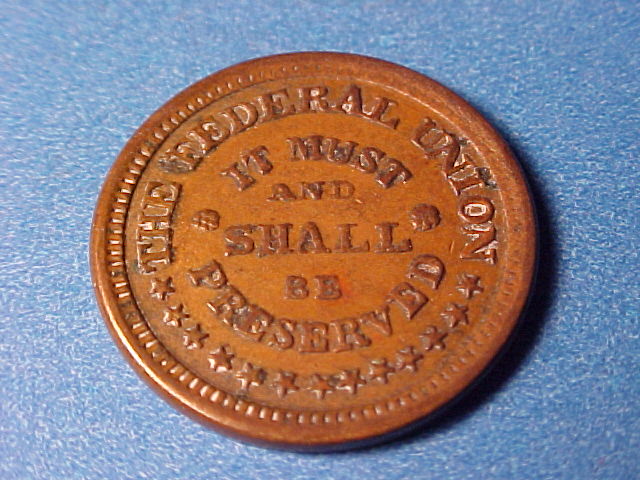 THE FEDERAL UNION
IT MUST
AND
SHALL
BE
PRESERVED